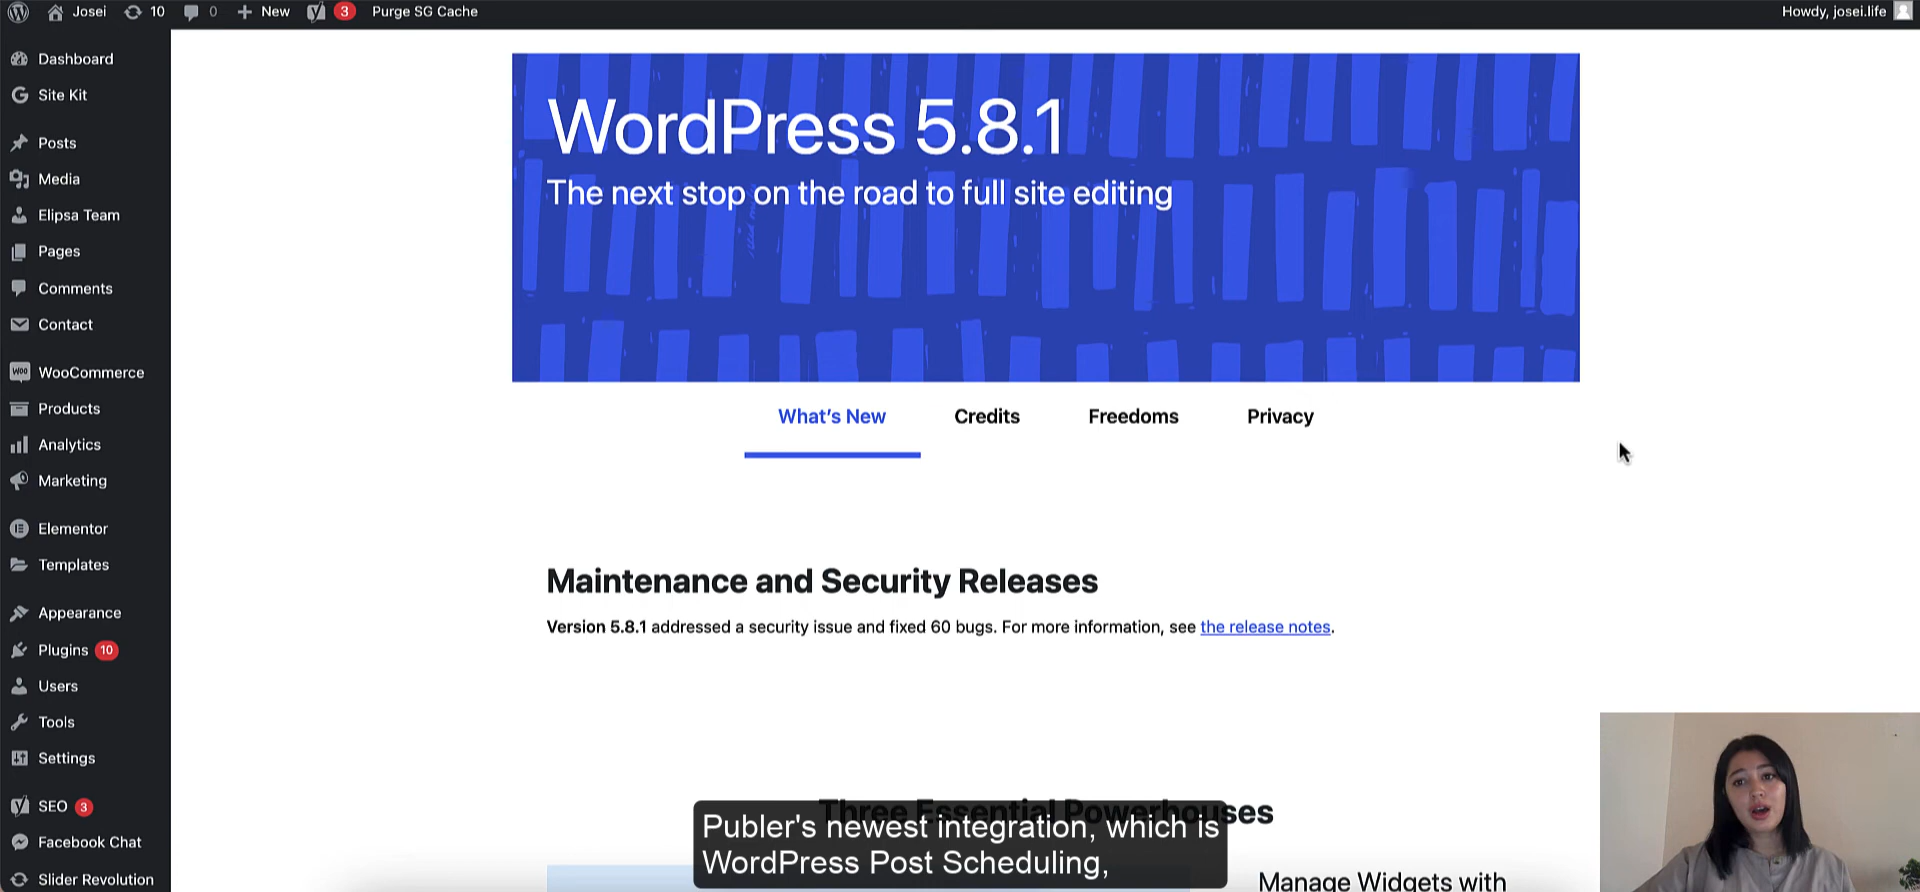 Josei 10 0 New 3 Purge SG Cache Howdy, josei.life
Dashboard
Site Kit
Posts
Media
Elipsa Team
Pages
Comments
Contact
WooCommerce
Products
Analytics
Marketing
Elementor
Templates
Appearance
Plugins 10
Users
Tools
Settings
SEO 3
Facebook Chat
Slider Revolution
WordPress 5.8.1
The next stop on the road to full site editing
What's New Credits Freedoms Privacy
Maintenance and Security Releases
Version 5.8.1 addressed a security issue and fixed 60 bugs. For more information, see the release notes.
Three Essential Powerhouses
Publer's newest integration, which is
WordPress Post Scheduling,
Manage Widgets with